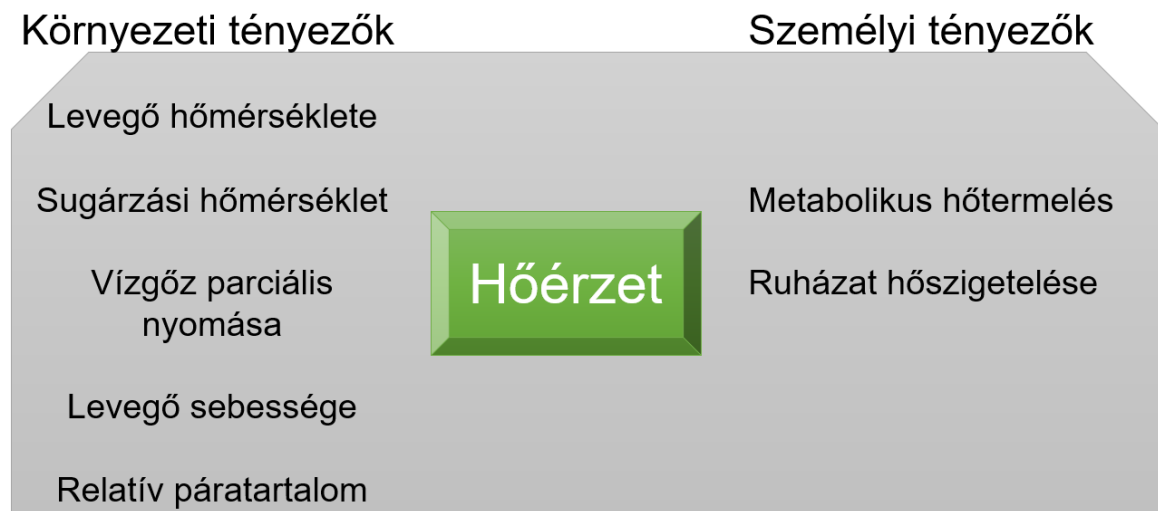 Környezeti tényezők
Személyi tényezők
Levegő hőmérséklete
Sugárzási hőmérséklet
Vízgőz parciális
nyomása
Levegő sebessége
Relatív páratartalom
Hőérzet
Metabolikus hőtermelés
Ruházat hőszigetelése